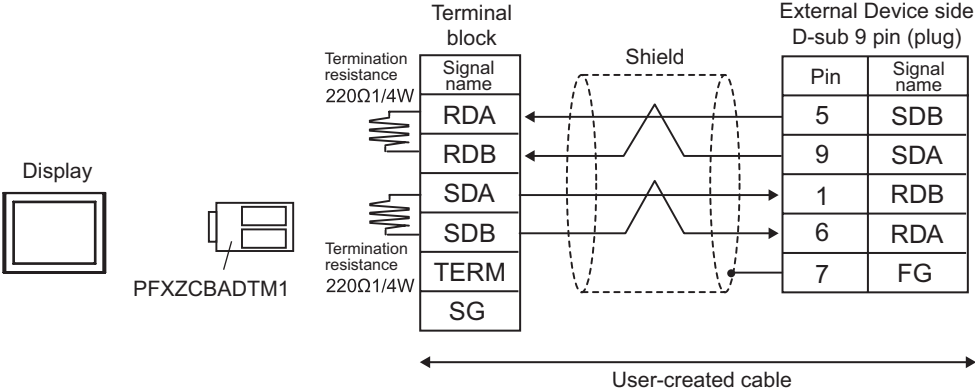 Display
PFXZCBADTM1
Termination
resistance
220Ω1/4W
Termination
resistance
220Ω1/4W
Terminal
block
Signal
name
RDA
RDB
SDA
SDB
TERM
SG
Shield
External Device side
D-sub 9 pin (plug)
Pin Signal
name
5 SDB
9 SDA
1 RDB
6 RDA
7 FG
User-created cable